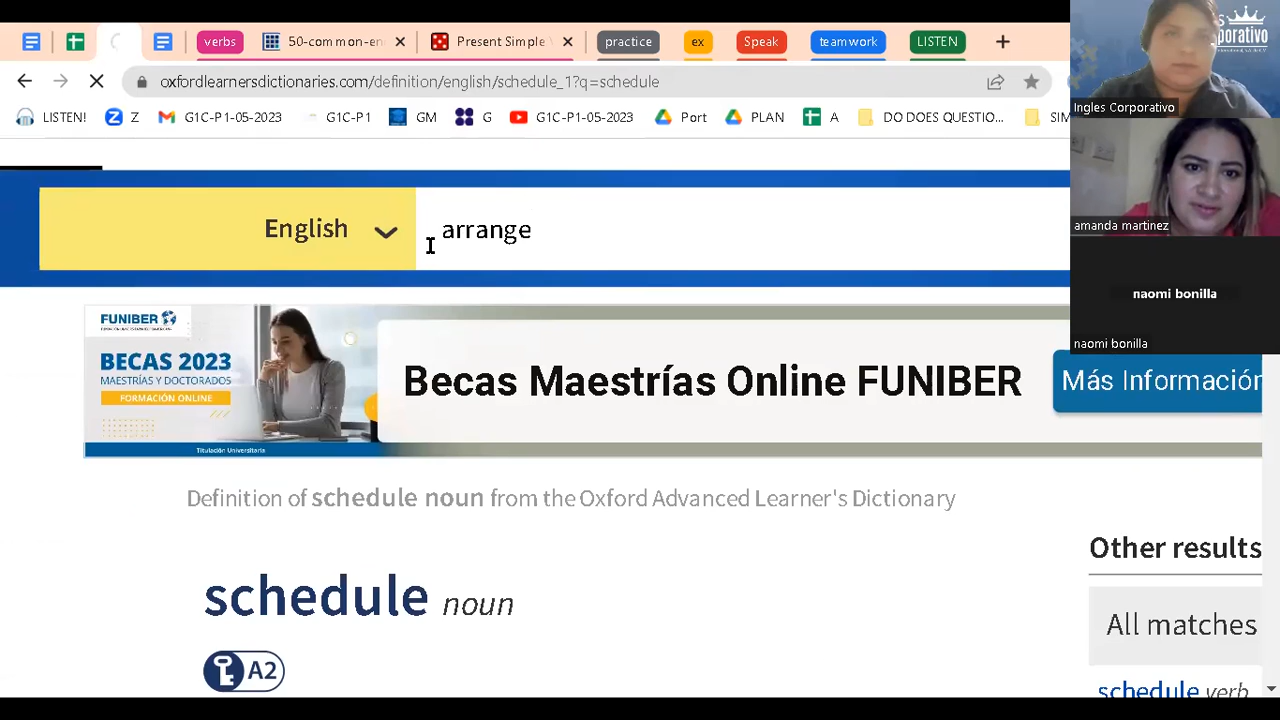 verbs
50-common-en
Present Simple
practice
ex
Speak
teamwork
LISTEN
oxfordlearnersdictionaries.com/definition/english/schedule_1?q=schedule
LISTEN!
Z
G1C-P1-05-2023
G1C-P1
GM
G
G1C-P1-05-2023
Port
PLAN
A
DO DOES QUESTIO...
SIM
S
orporativo
Ingles Corporativo
amanda martinez
naomi bonilla
naomi bonilla
English
arrange
FUNIBER
BECAS 2023
MAESTRÍAS Y DOCTORADOS
FORMACIÓN ONLINE
Titulación Universitaria
Becas Maestrías Online FUNIBER
Más Información
Definition of schedule noun from the Oxford Advanced Learner's Dictionary
schedule noun
A2
Other results
All matches
schedule verb